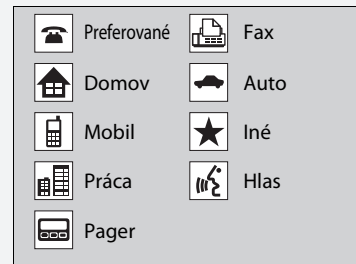 Preferované Fax
Domov Auto
Mobil Iné
Práca Hlas
Pager